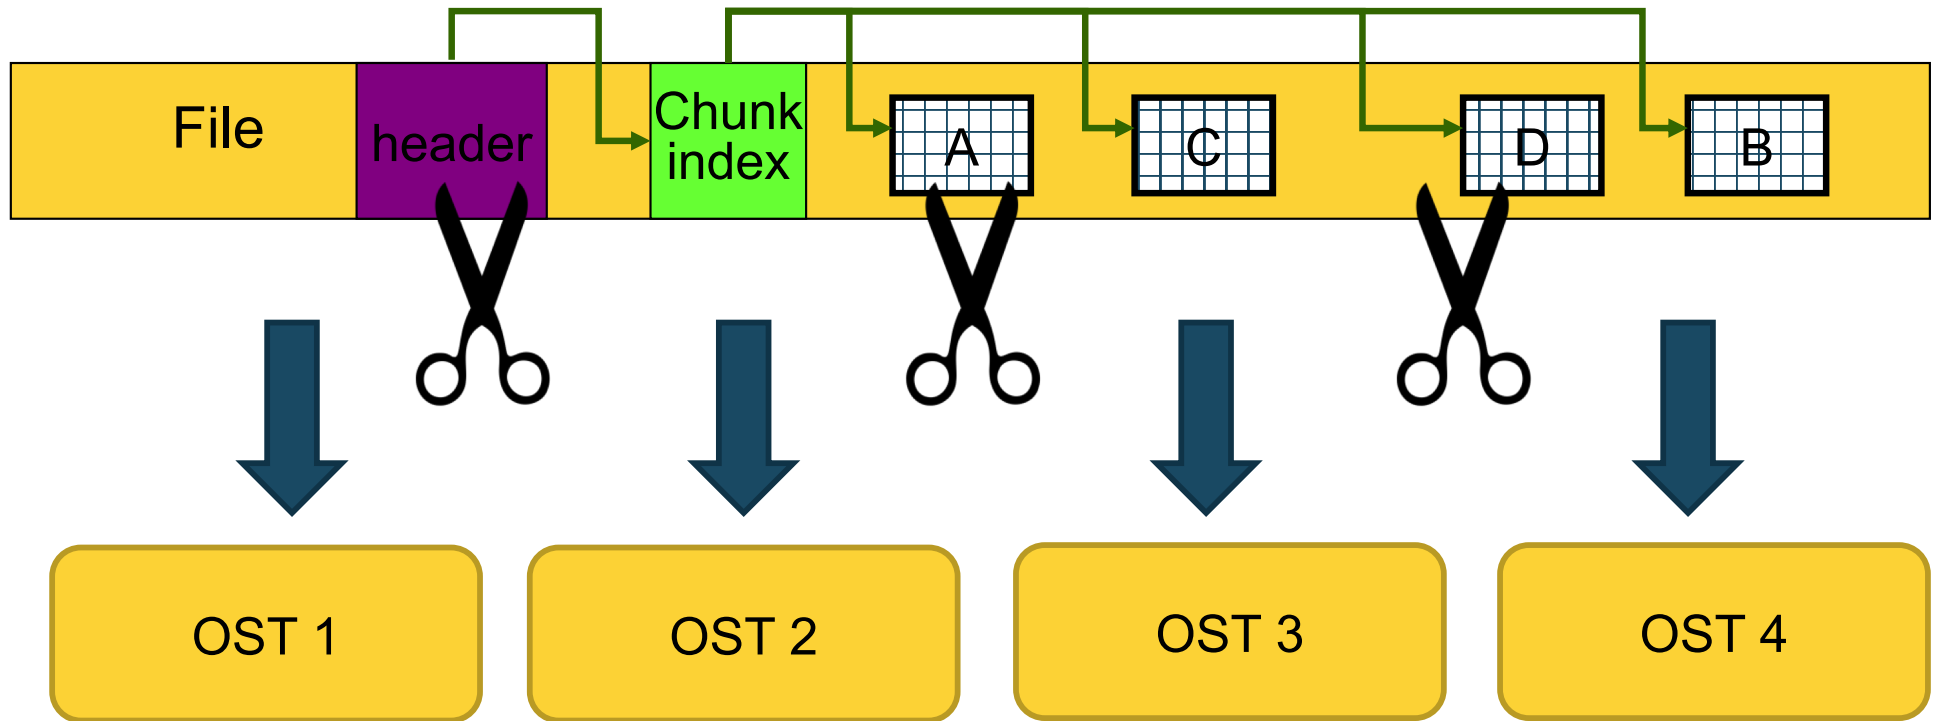 File
header
Chunk
index
A
C
D
B
OST 1
OST 2
OST 3
OST 4